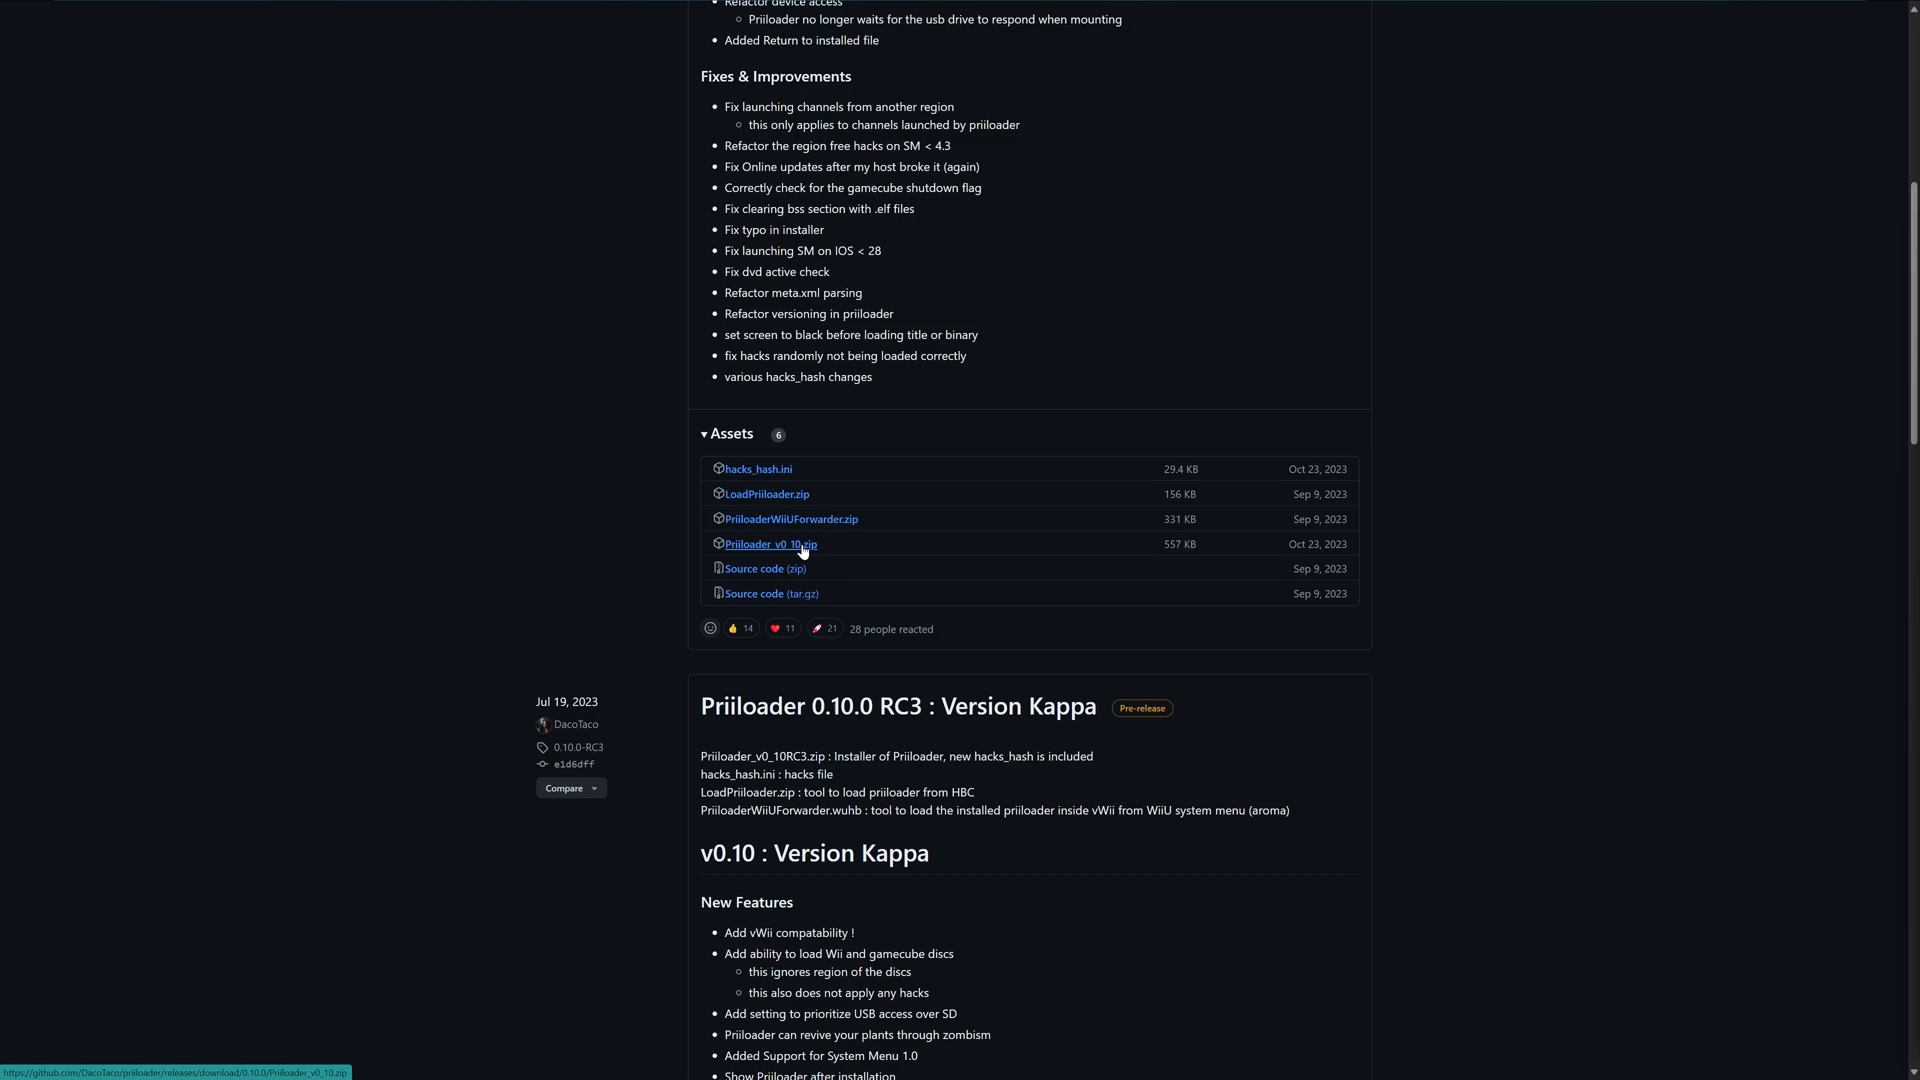 Refactor device access
Priiloader no longer waits for the usb drive to respond when mounting
Added Return to installed file
Fixes & Improvements
Fix launching channels from another region
this only applies to channels launched by priiloader
Refactor the region free hacks on SM < 4.3
Fix Online updates after my host broke it (again)
Correctly check for the gamecube shutdown flag
Fix clearing bss section with .elf files
Fix typo in installer
Fix launching SM on IOS < 28
Fix dvd active check
Refactor meta.xml parsing
Refactor versioning in priiloader
set screen to black before loading title or binary
fix hacks randomly not being loaded correctly
various hacks_hash changes
Assets 6
hacks_hash.ini 29.4 KB Oct 23, 2023
LoadPriiloader.zip 156 KB Sep 9, 2023
PriiloaderWiiUForwarder.zip 331 KB Sep 9, 2023
Priiloader_v0_10.zip 557 KB Oct 23, 2023
Source code (zip) Sep 9, 2023
Source code (tar.gz) Sep 9, 2023
14 11 21 28 people reacted
Jul 19, 2023
DacoTaco
0.10.0-RC3
e1d6dff
Compare
Priiloader 0.10.0 RC3 : Version Kappa Pre-release
Priiloader_v0_10RC3.zip : Installer of Priiloader, new hacks_hash is included
hacks_hash.ini : hacks file
LoadPriiloader.zip : tool to load priiloader from HBC
PriiloaderWiiUForwarder.wuhb : tool to load the installed priiloader inside vWii from WiiU system menu (aroma)
v0.10 : Version Kappa
New Features
Add vWii compatability !
Add ability to load Wii and gamecube discs
this ignores region of the discs
this also does not apply any hacks
Add setting to prioritize USB access over SD
Priiloader can revive your plants through zombism
Added Support for System Menu 1.0
Show Priiloader after installation
https://github.com/DacoTaco/priiloader/releases/download/0.10.0/Priiloader_v0_10.zip